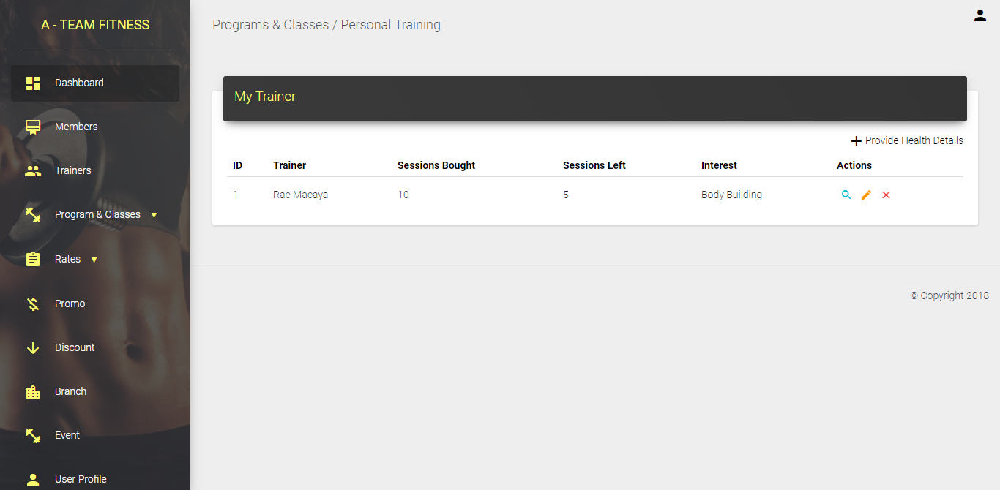 A - TEAM FITNESS
Dashboard
Members
Trainers
Program & Classes
Rates
Promo
Discount
Branch
Event
User Profile
Programs & Classes / Personal Training
My Trainer
Provide Health Details
ID Trainer Sessions Bought Sessions Left Interest Actions
1 Rae Macaya 10 5 Body Building
© Copyright 2018